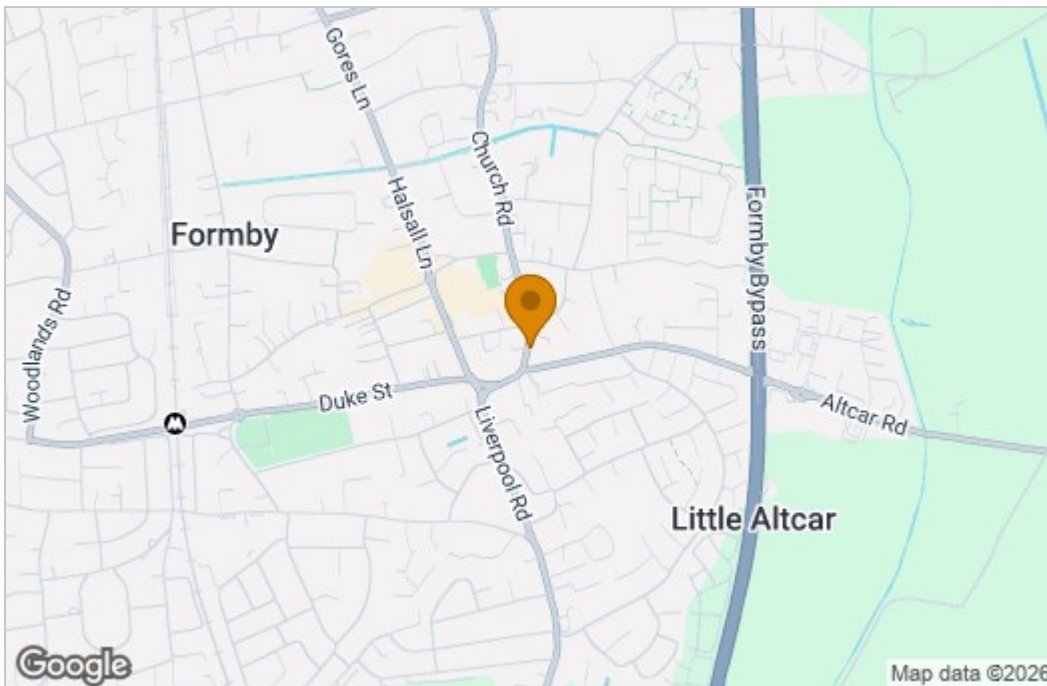 Gores Ln
Church Rd
Halsall Ln
Formby
Formby Bypass
Woodlands Rd
Duke St
Altcar Rd
Liverpool Rd
Little Altcar
Google
Map data ©2026